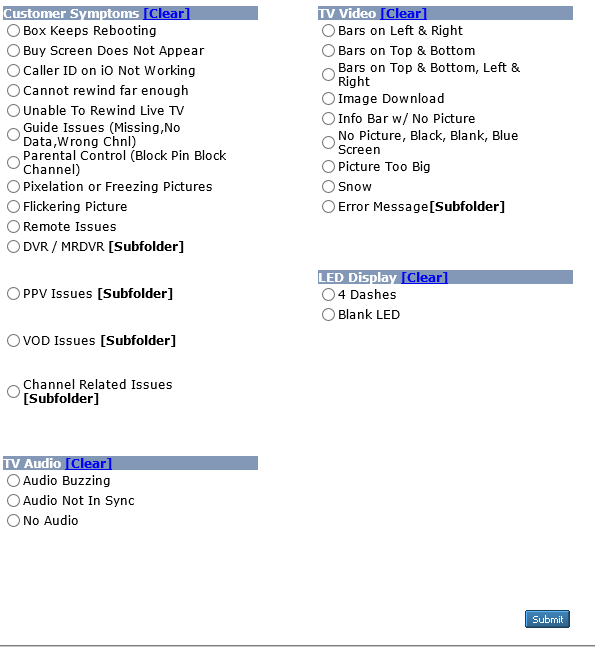 Customer Symptoms [Clear]
Box Keeps Rebooting
Buy Screen Does Not Appear
Caller ID on iO Not Working
Cannot rewind far enough
Unable To Rewind Live TV
Guide Issues (Missing,No
Data,Wrong Chnl)
Parental Control (Block Pin Block
Channel)
Pixelation or Freezing Pictures
Flickering Picture
Remote Issues
DVR / MRDVR [Subfolder]
PPV Issues [Subfolder]
VOD Issues [Subfolder]
Channel Related Issues
[Subfolder]
TV Audio [Clear]
Audio Buzzing
Audio Not In Sync
No Audio
TV Video [Clear]
Bars on Left & Right
Bars on Top & Bottom
Bars on Top & Bottom, Left &
Right
Image Download
Info Bar w/ No Picture
No Picture, Black, Blank, Blue
Screen
Picture Too Big
Snow
Error Message[Subfolder]
LED Display [Clear]
4 Dashes
Blank LED
Submit